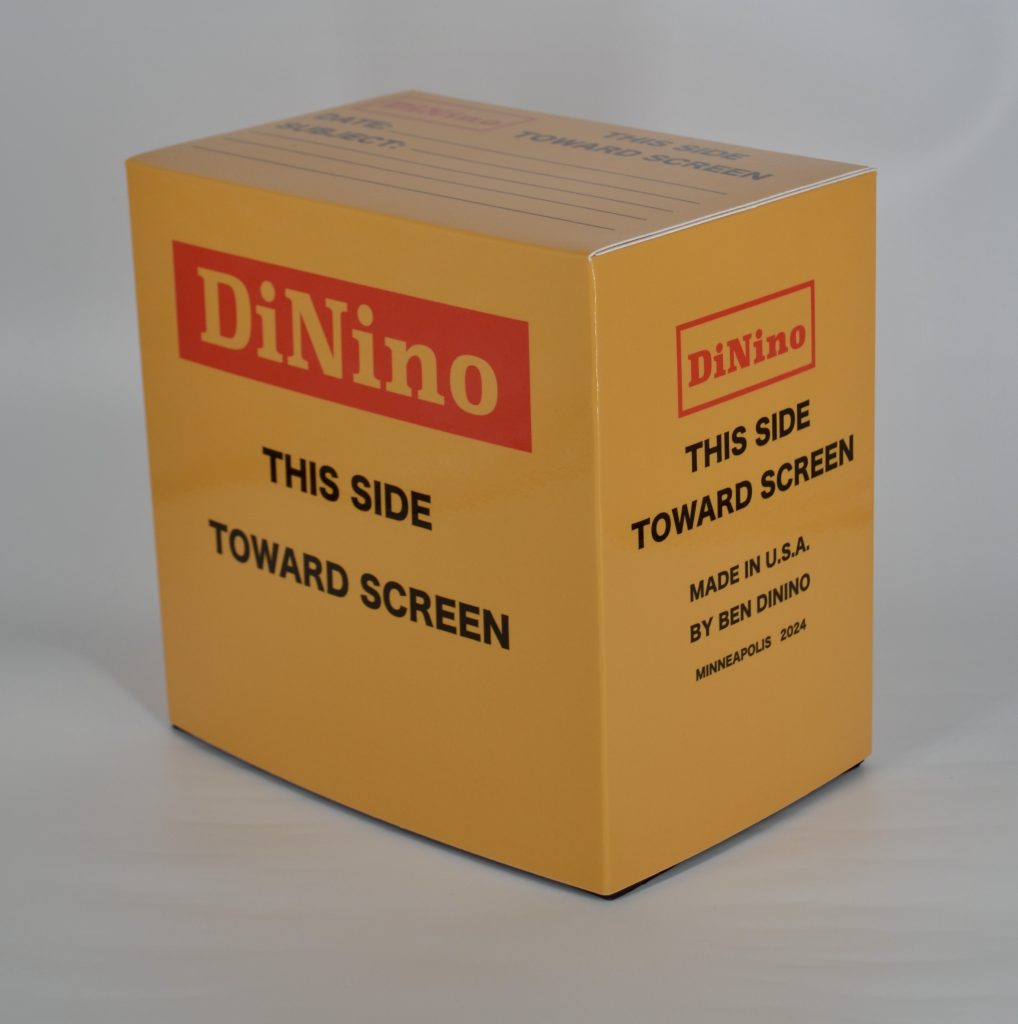 DiNino
DATE:
SUBJECT:
THIS SIDE
TOWARD SCREEN
DiNino
THIS SIDE
TOWARD SCREEN
DiNino
THIS SIDE
TOWARD SCREEN
MADE IN U.S.A.
BY BEN DININO
MINNEAPOLIS 2024